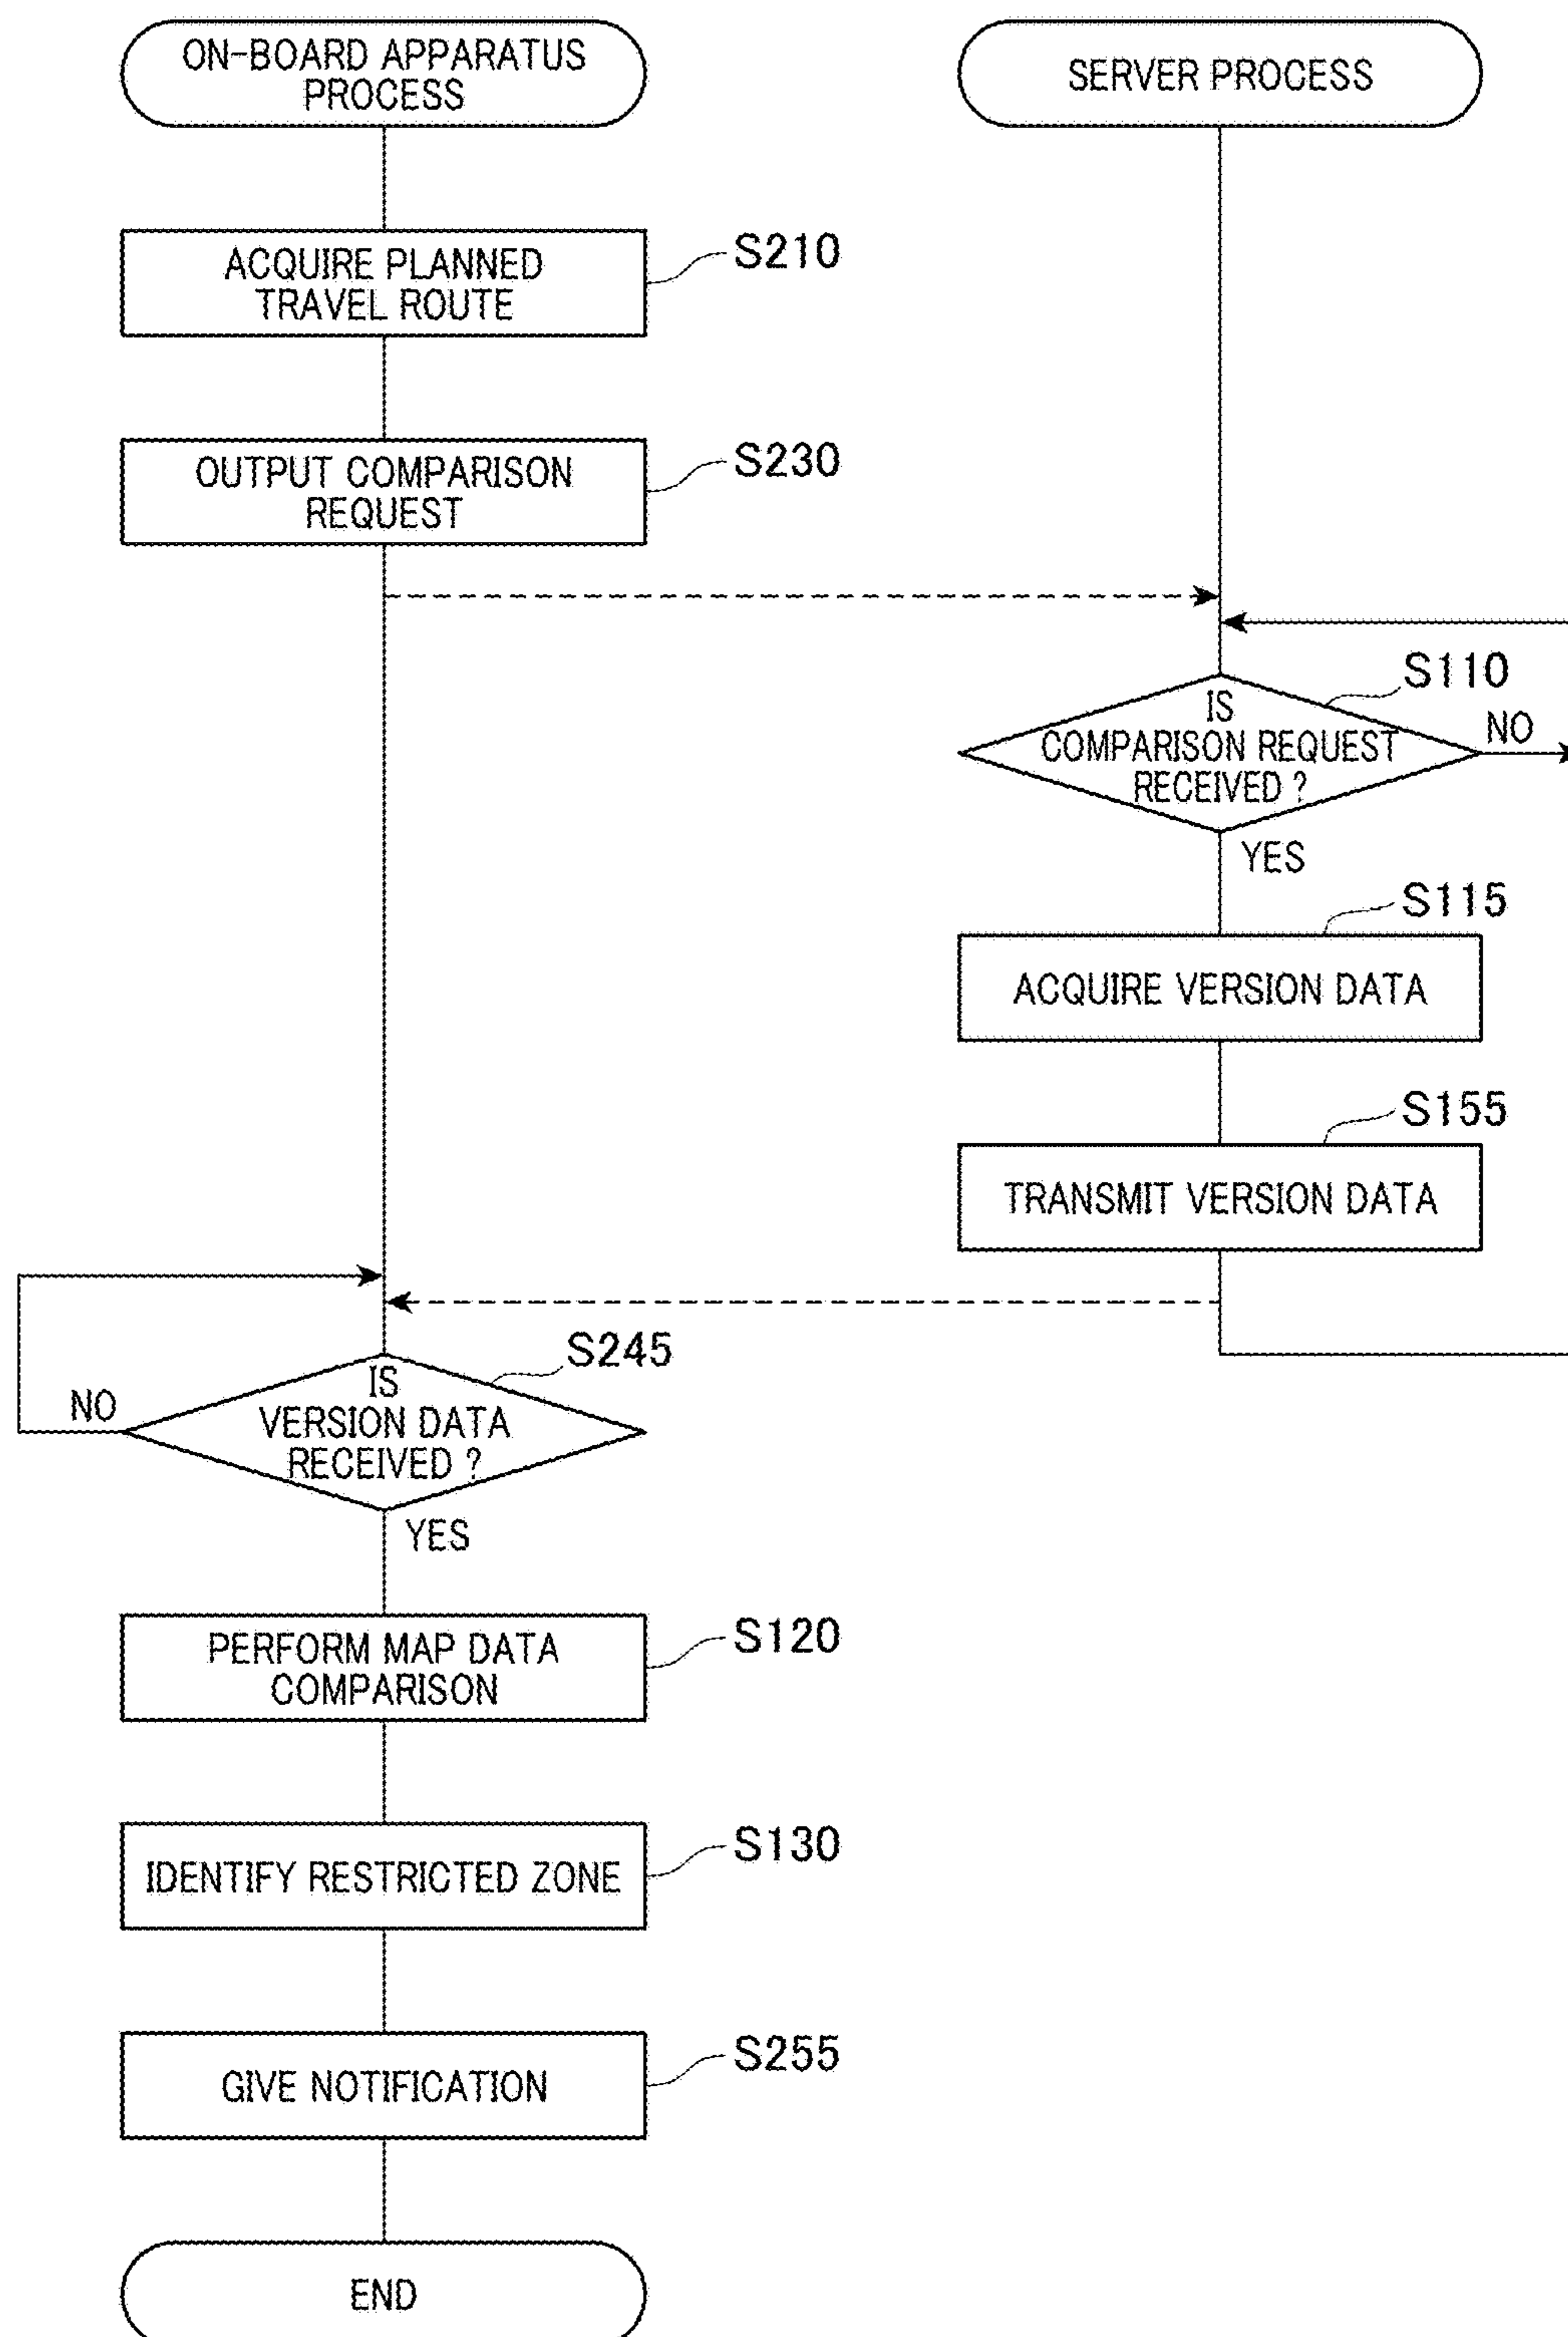 ON-BOARD APPARATUS
PROCESS
SERVER PROCESS
ACQUIRE PLANNED
TRAVEL ROUTE
S210
OUTPUT COMPARISON
REQUEST
S230
S110
IS
COMPARISON REQUEST
RECEIVED ?
NO
YES
S115
ACQUIRE VERSION DATA
S155
TRANSMIT VERSION DATA
S245
IS
VERSION DATA
RECEIVED ?
NO
YES
PERFORM MAP DATA
COMPARISON
S120
IDENTIFY RESTRICTED ZONE
S130
GIVE NOTIFICATION
S255
END